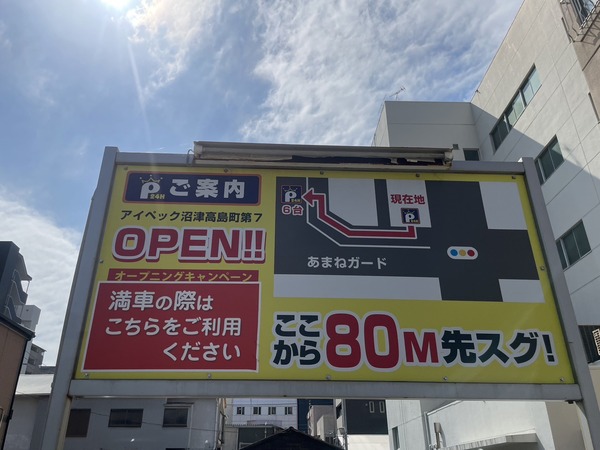 P 24H ご案内
アイペック沼津高島町第7
OPEN!!
オープニングキャンペーン
満車の際は
こちらをご利用
ください
P 24H
6台
現在地
P 24H
あまねガード
ここ
から80M先スグ!